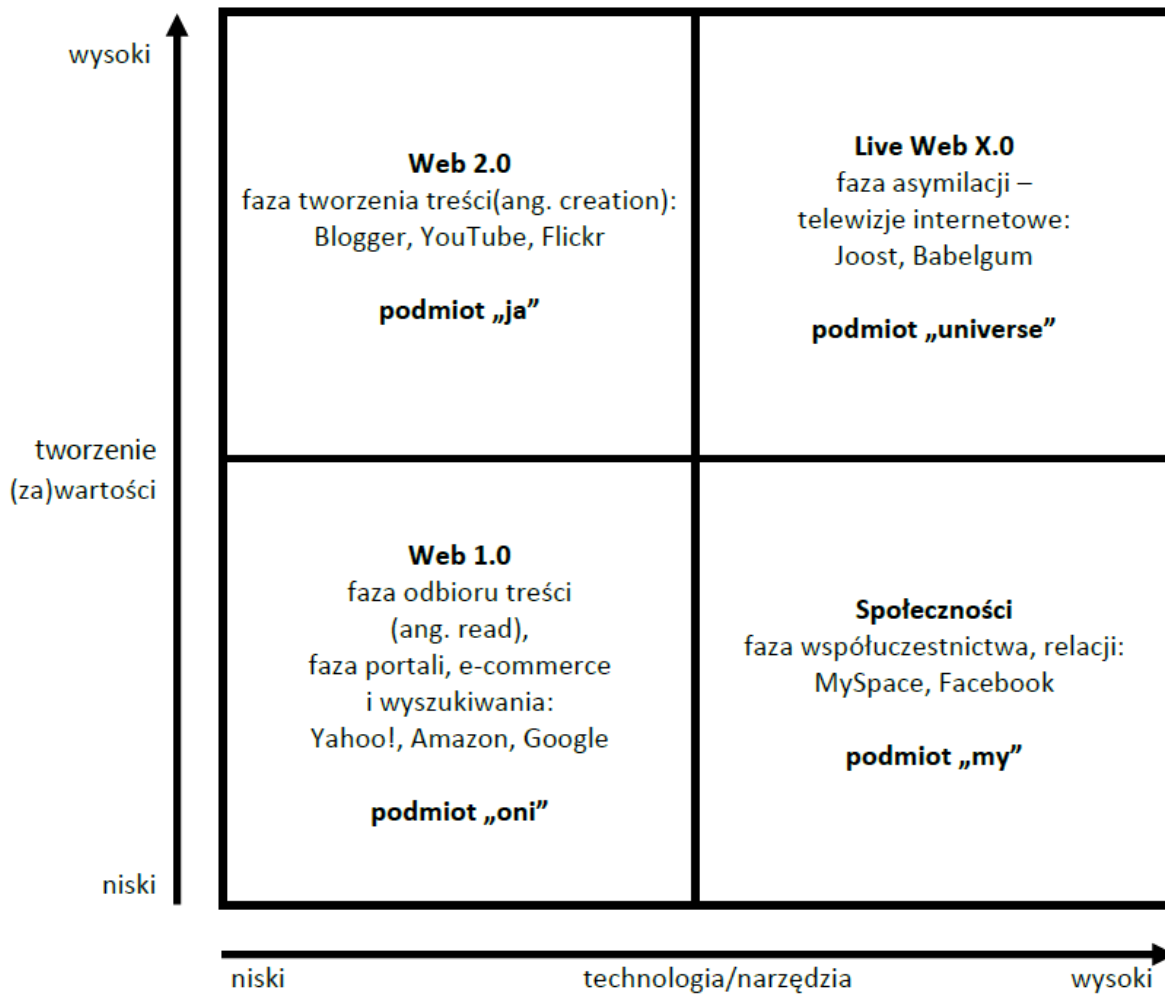 wysoki
Web 2.0
faza tworzenia treści(ang. creation):
Blogger, YouTube, Flickr
podmiot „ja”
Live Web X.0
faza asymilacji –
telewizje internetowe:
Joost, Babelgum
podmiot „universe”
tworzenie
(za)wartości
Web 1.0
faza odbioru treści
(ang. read),
faza portali, e-commerce
i wyszukiwania:
Yahoo!, Amazon, Google
podmiot „oni”
Społeczności
faza współuczestnictwa, relacji:
MySpace, Facebook
podmiot „my”
niski
niski
technologia/narzędzia
wysoki